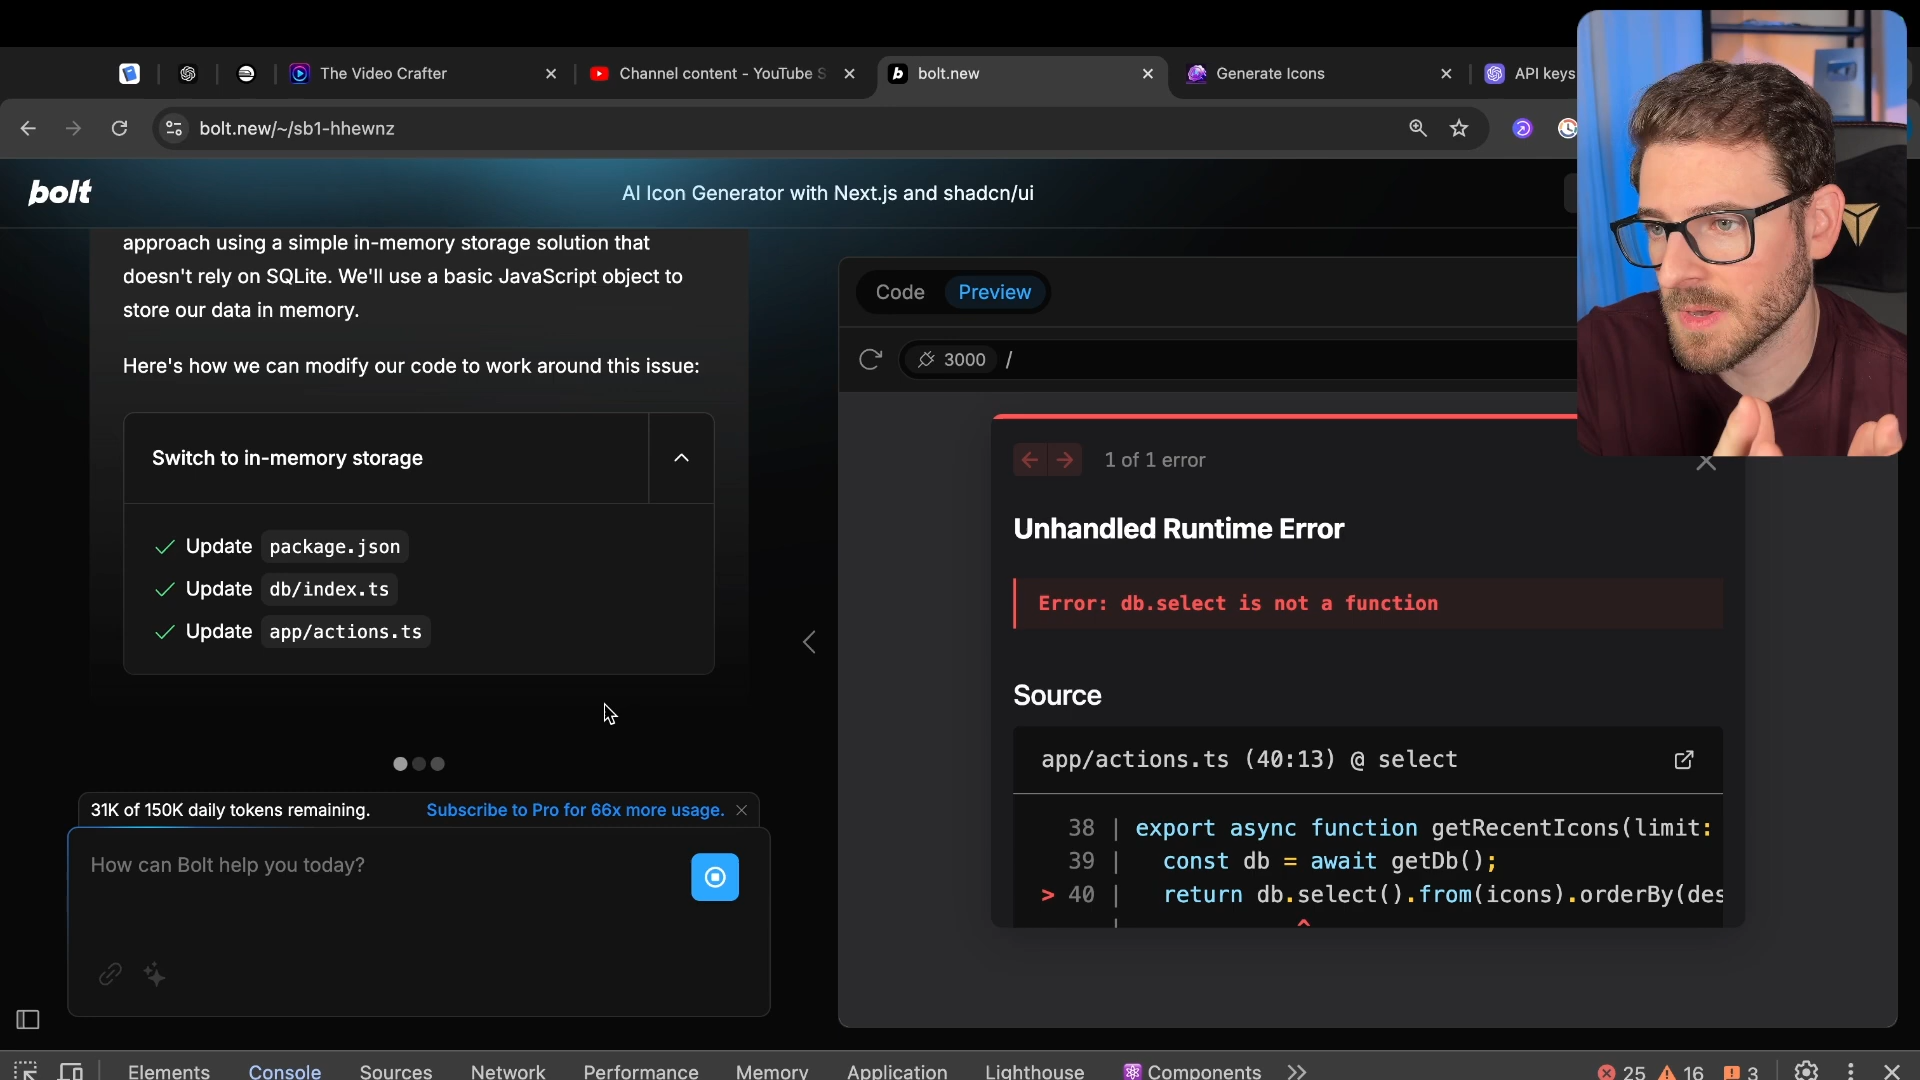 The Video Crafter
Channel content - YouTube S
bolt.new
Generate Icons
API keys
bolt.new/~/sb1-hhewnz
bolt
AI Icon Generator with Next.js and shadcn/ui
approach using a simple in-memory storage solution that
doesn't rely on SQLite. We'll use a basic JavaScript object to
store our data in memory.
Here's how we can modify our code to work around this issue:
Switch to in-memory storage
Update package.json
Update db/index.ts
Update app/actions.ts
31K of 150K daily tokens remaining.
Subscribe to Pro for 66x more usage.
How can Bolt help you today?
Code
Preview
3000 /
1 of 1 error
Unhandled Runtime Error
Error: db.select is not a function
Source
app/actions.ts (40:13) @ select
38 | export async function getRecentIcons(limit:
39 | const db = await getDb();
> 40 | return db.select().from(icons).orderBy(des
| ^
Elements
Console
Sources
Network
Performance
Memory
Application
Lighthouse
Components
25
16
3